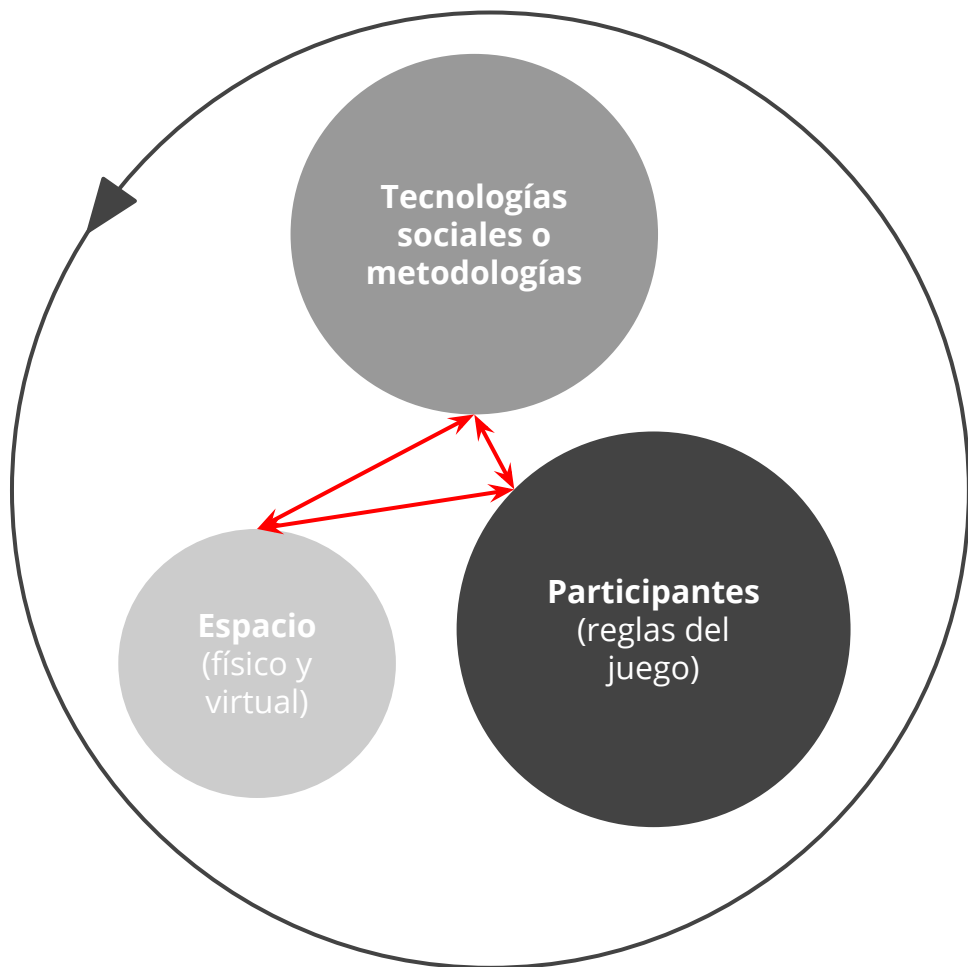 Tecnologías
sociales o
metodologías
Espacio
(físico y
virtual)
Participantes
(reglas del
juego)